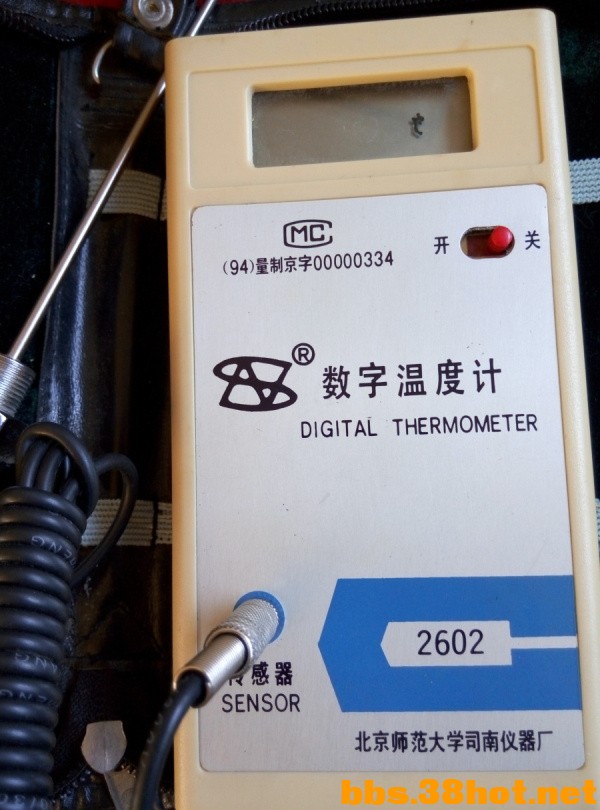 MC
(94)量制京字00000334
开 关
®
数字温度计
DIGITAL THERMOMETER
2602
传感器
SENSOR
北京师范大学司南仪器厂
bbs.38hot.net